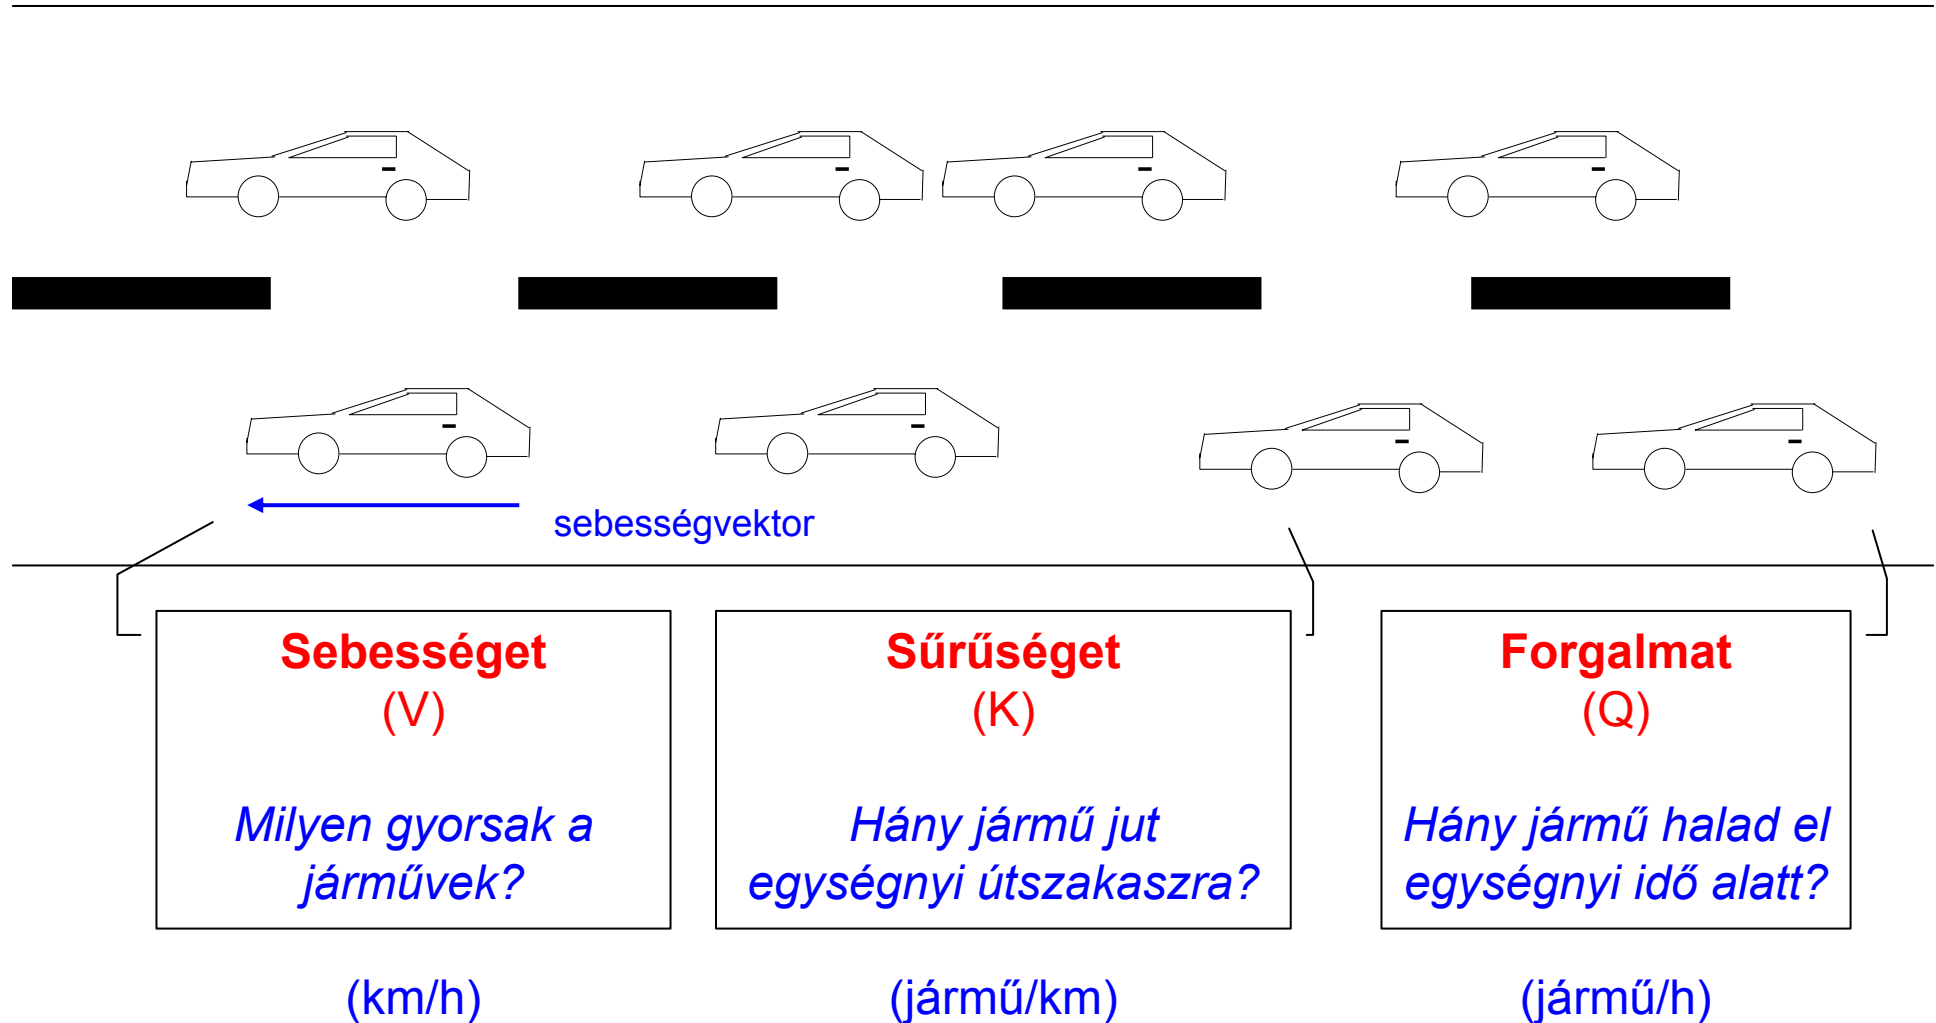 sebességvektor
Sebességet
(V)
Milyen gyorsak a
járművek?
(km/h)
Sűrűséget
(K)
Hány jármű jut
egységnyi útszakaszra?
(jármű/km)
Forgalmat
(Q)
Hány jármű halad el
egységnyi idő alatt?
(jármű/h)